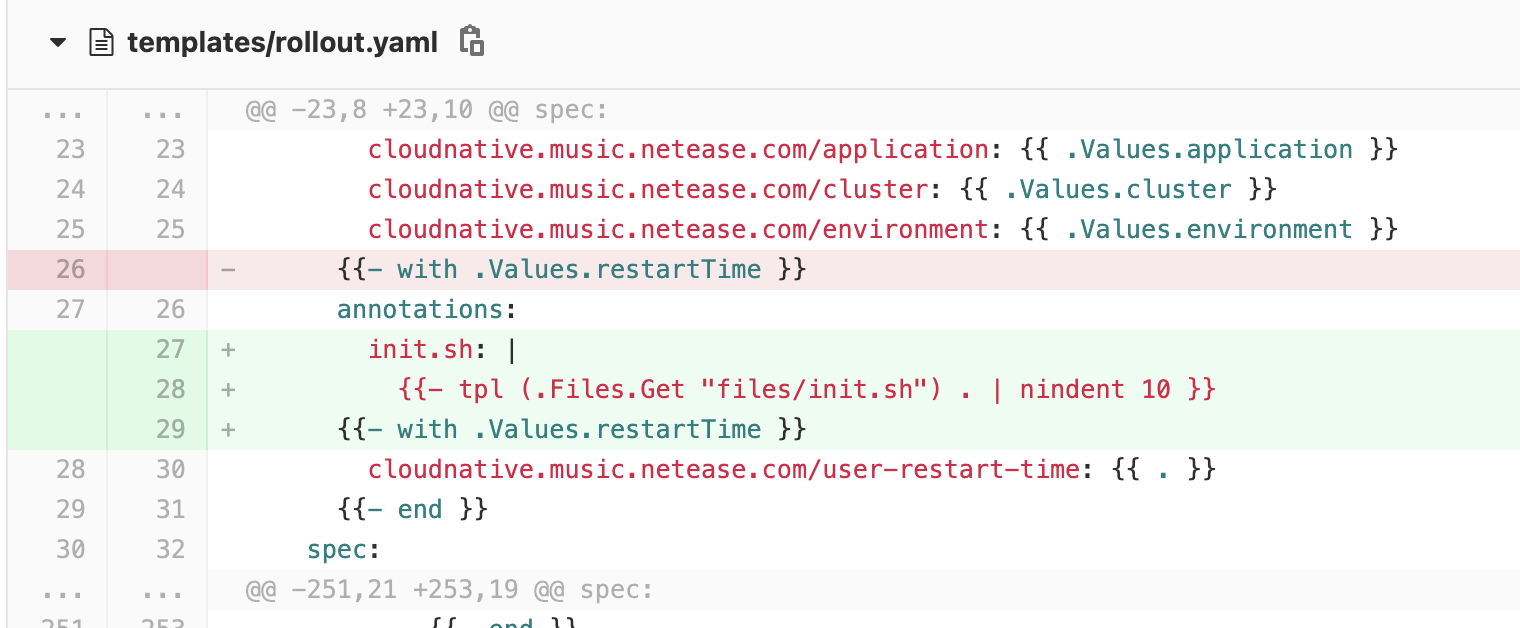 templates/rollout.yaml
... ... @@ -23,8 +23,10 @@ spec:
23 23 cloudnative.music.netease.com/application: {{ .Values.application }}
24 24 cloudnative.music.netease.com/cluster: {{ .Values.cluster }}
25 25 cloudnative.music.netease.com/environment: {{ .Values.environment }}
26 - {{- with .Values.restartTime }}
27 26 annotations:
27 + init.sh: |
28 + {{- tpl (.Files.Get "files/init.sh") . | nindent 10 }}
29 + {{- with .Values.restartTime }}
28 30 cloudnative.music.netease.com/user-restart-time: {{ . }}
29 31 {{- end }}
30 32 spec:
... ... @@ -251,21 +253,19 @@ spec:
251 253 {{- end }}